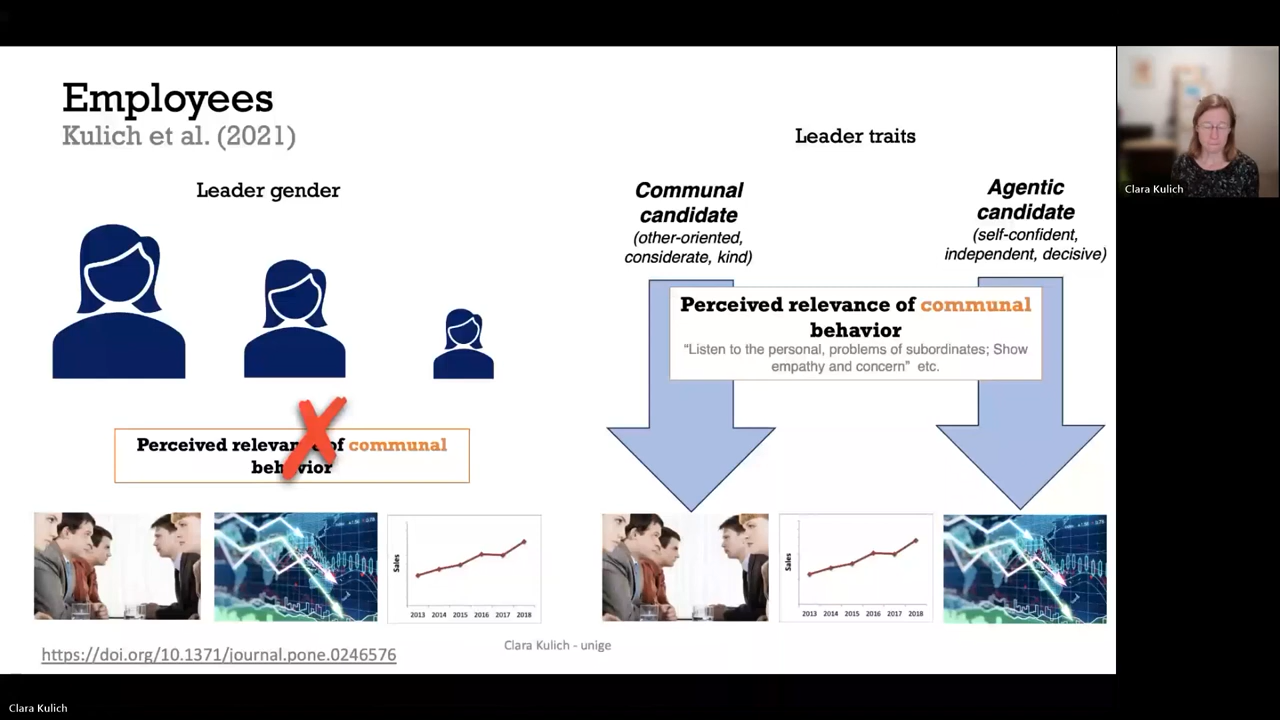 Employees
Kulich et al. (2021)
Leader gender
Perceived relevance of communal
behavior
Sales
2013 2014 2015 2016 2017 2018
Leader traits
Communal
candidate
(other-oriented,
considerate, kind)
Agentic
candidate
(self-confident,
independent, decisive)
Perceived relevance of communal
behavior
“Listen to the personal, problems of subordinates; Show
empathy and concern” etc.
Sales
2013 2014 2015 2016 2017 2018
Clara Kulich - unige
https://doi.org/10.1371/journal.pone.0246576
Clara Kulich
Clara Kulich